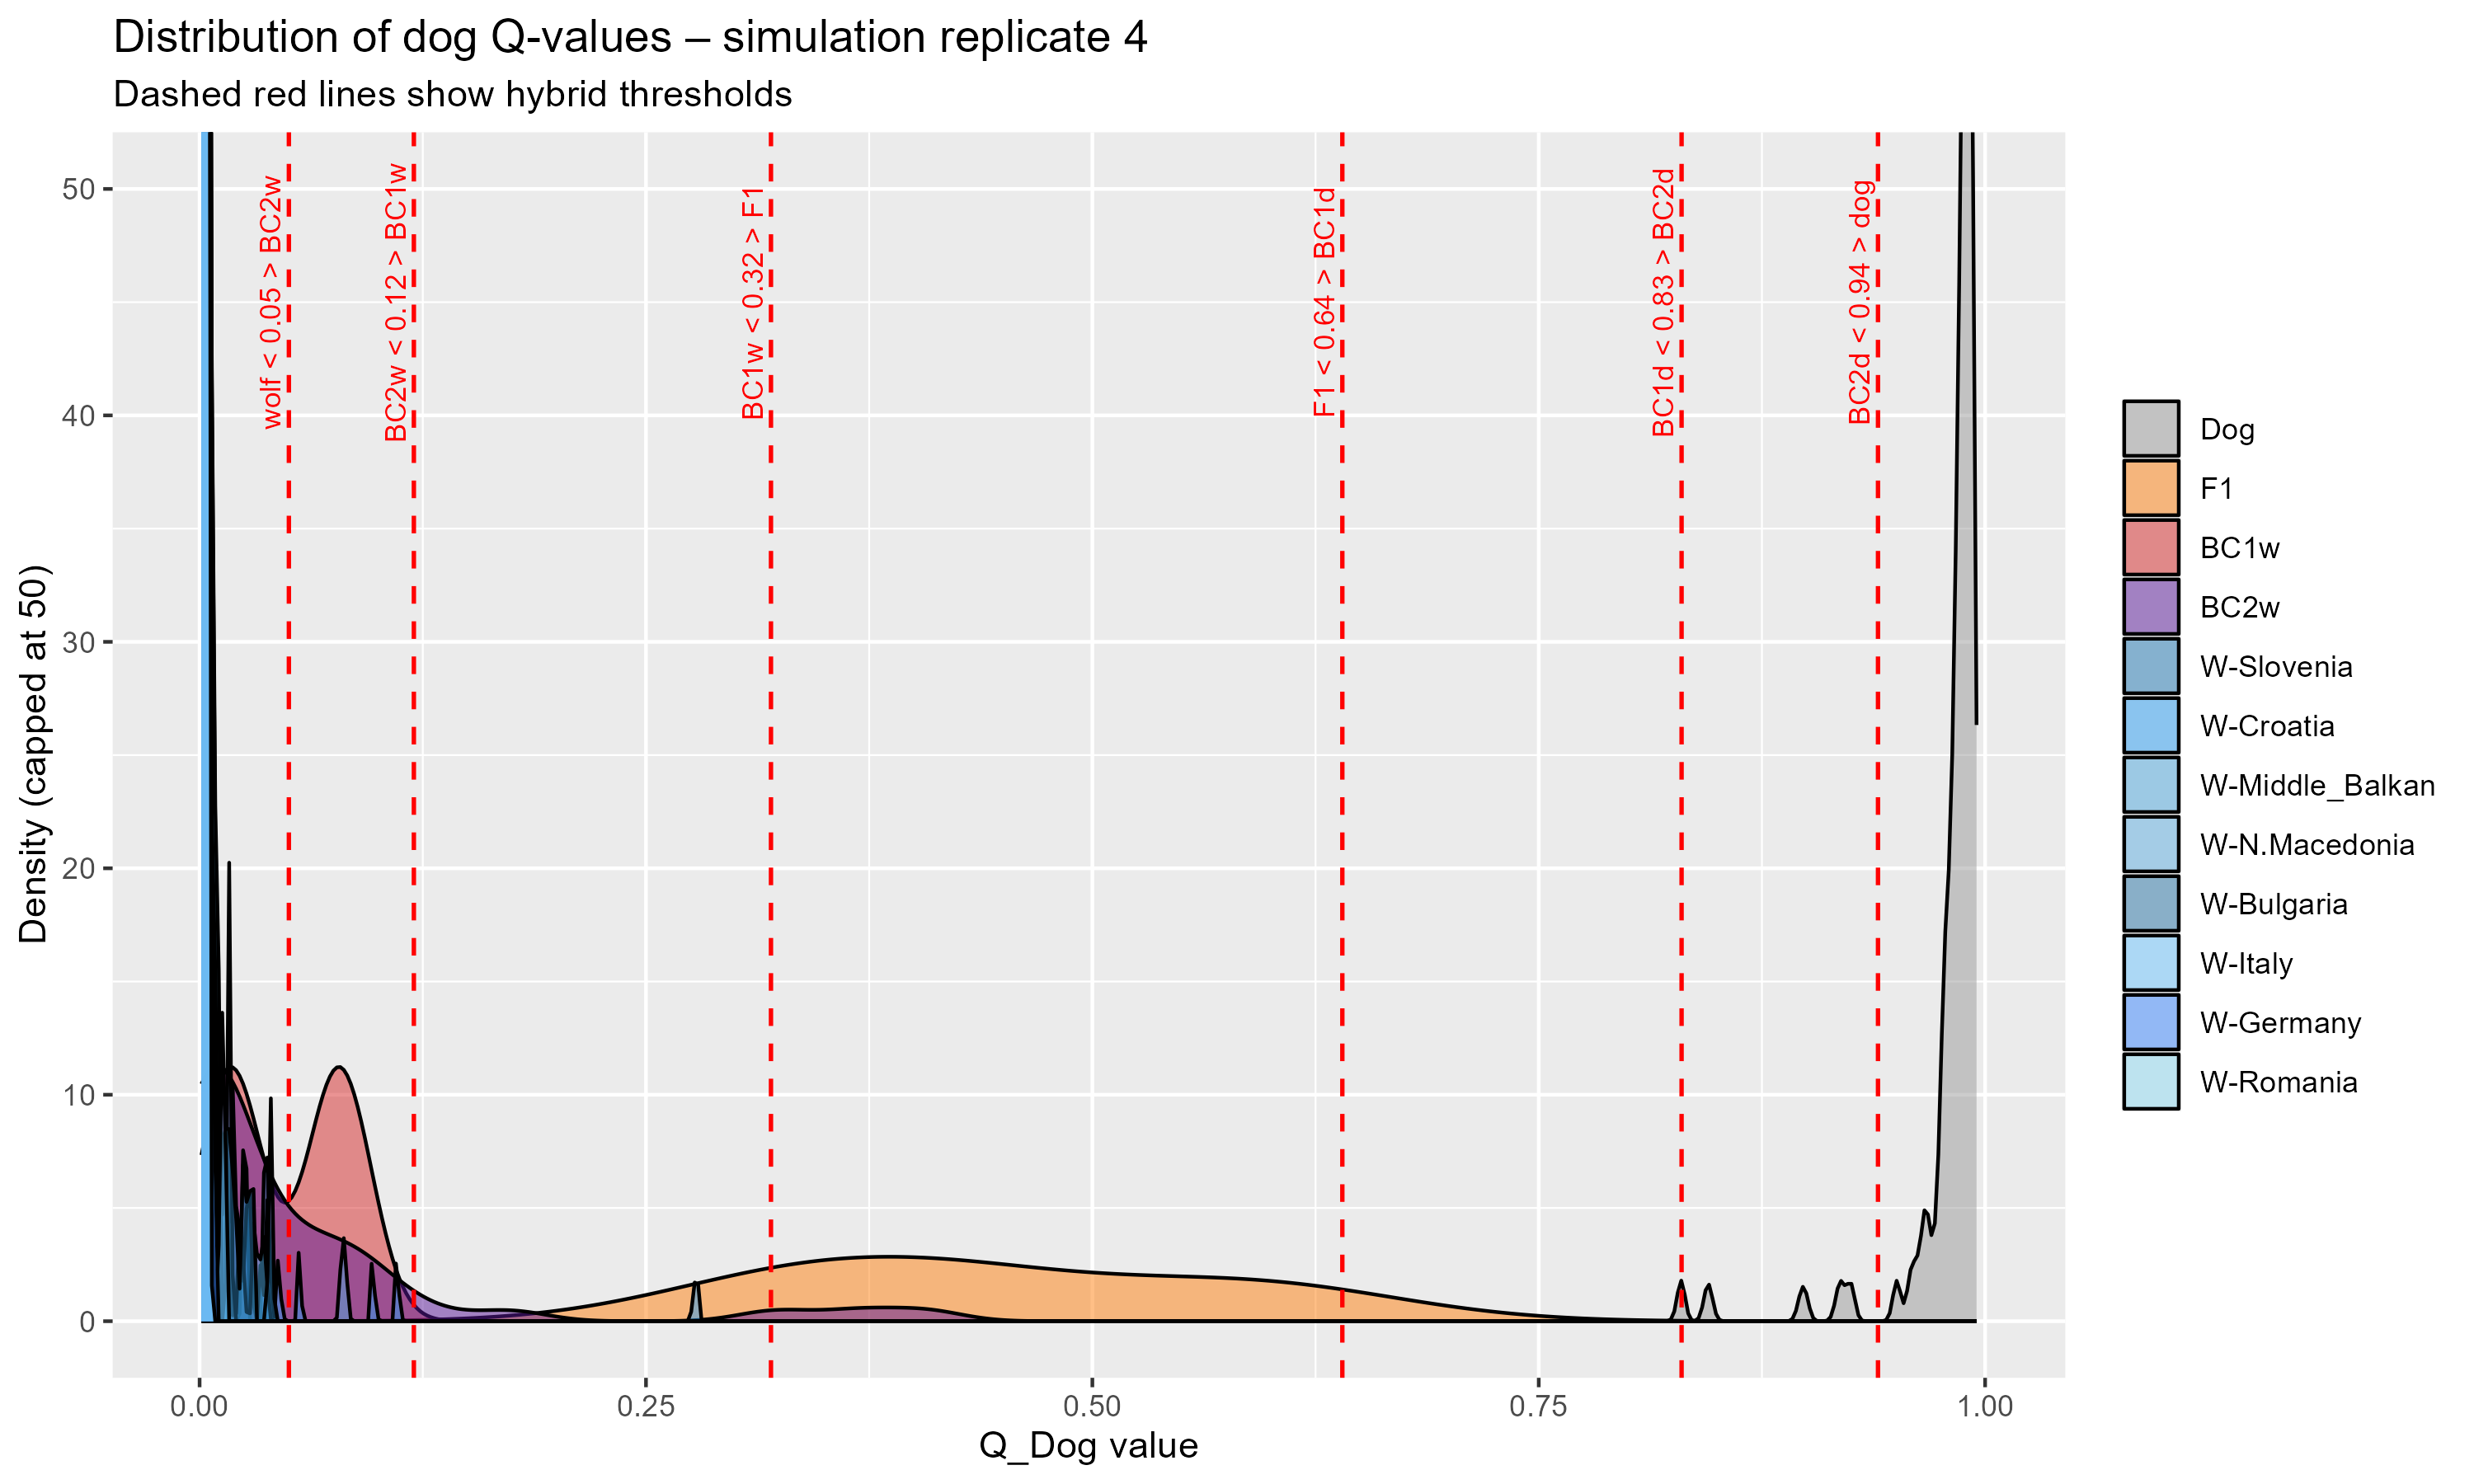 Distribution of dog Q-values – simulation replicate 4
Dashed red lines show hybrid thresholds
Density (capped at 50)
50
40
30
20
10
0
wolf < 0.05 > BC2w
BC2w < 0.12 > BC1w
BC1w < 0.32 > F1
F1 < 0.64 > BC1d
BC1d < 0.83 > BC2d
BC2d < 0.94 > dog
0.00
0.25
0.50
0.75
1.00
Q_Dog value
Dog
F1
BC1w
BC2w
W-Slovenia
W-Croatia
W-Middle_Balkan
W-N.Macedonia
W-Bulgaria
W-Italy
W-Germany
W-Romania